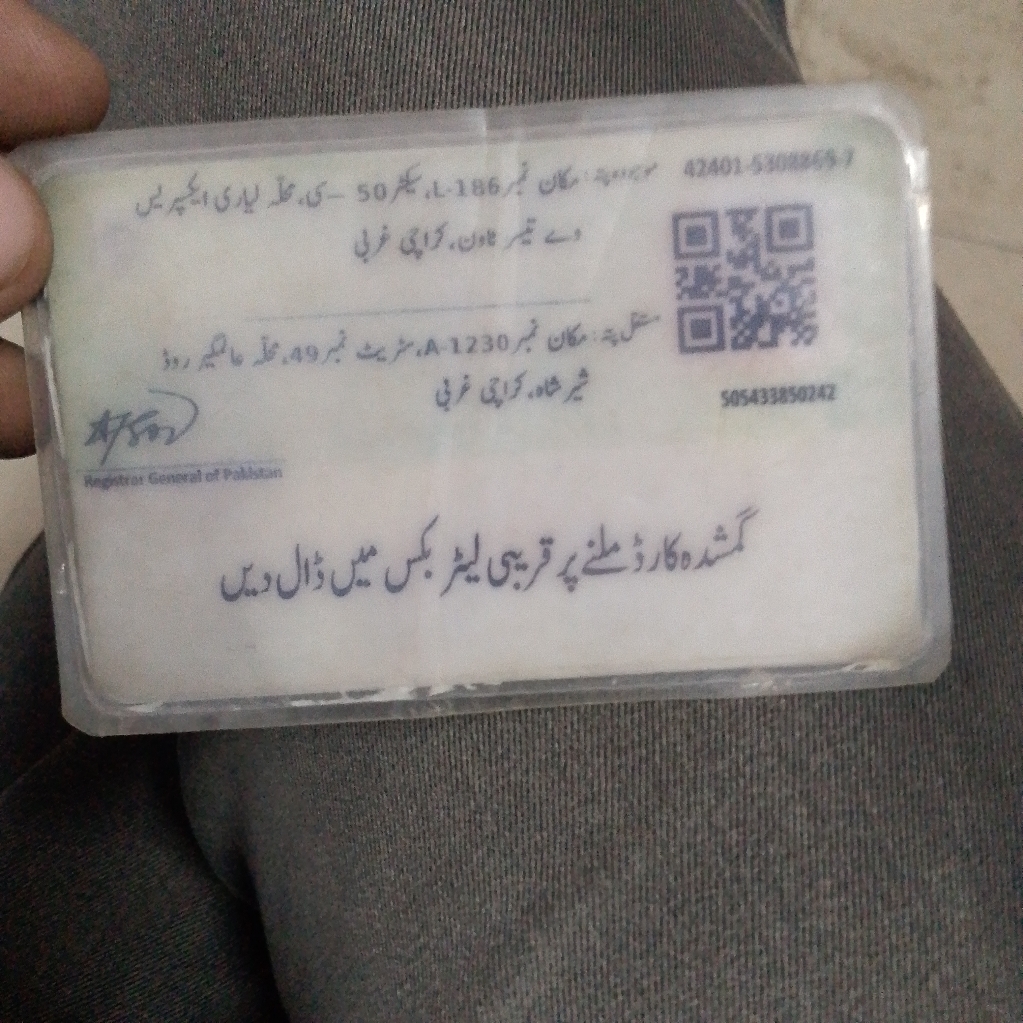 موجودہ پتہ: مکان نمبر L-186، سیکٹر 50 – سی، محلّہ لیاری ایکسپریس
وے تیسر ٹاون، کراچی غربی
مستقل پتہ: مکان نمبر A-1230، سٹریٹ نمبر 49، محلّہ عالمگیر روڈ
شیر شاہ، کراچی غربی
505433850242
Registrar General of Pakistan
گمشدہ کارڈ ملنے پر قریبی لیٹر بکس میں ڈال دیں